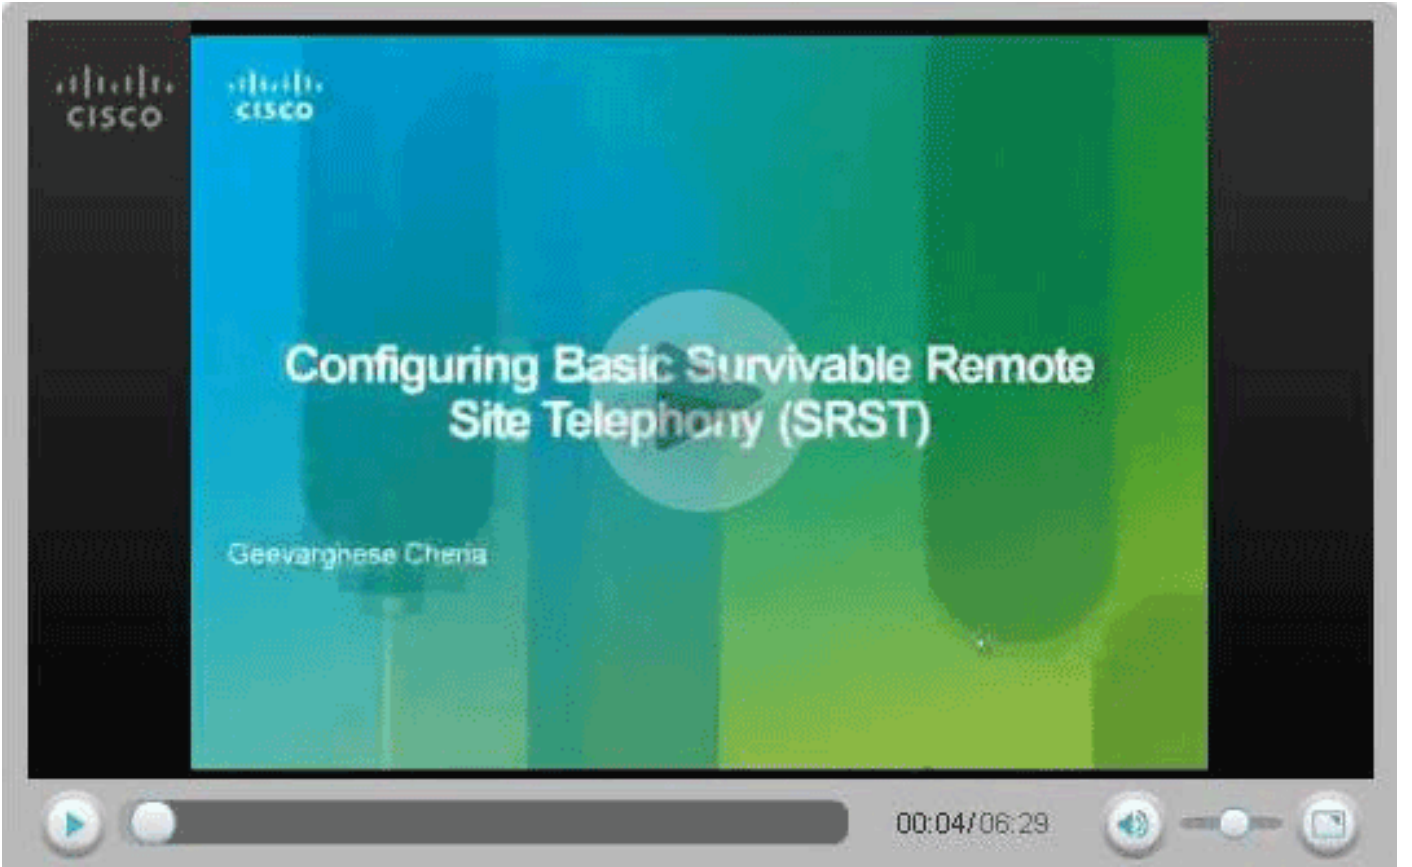 CISCO
CISCO
Configuring Basic Survivable Remote
Site Telephony (SRST)
Geevarghese Cheria
00:04/06:29